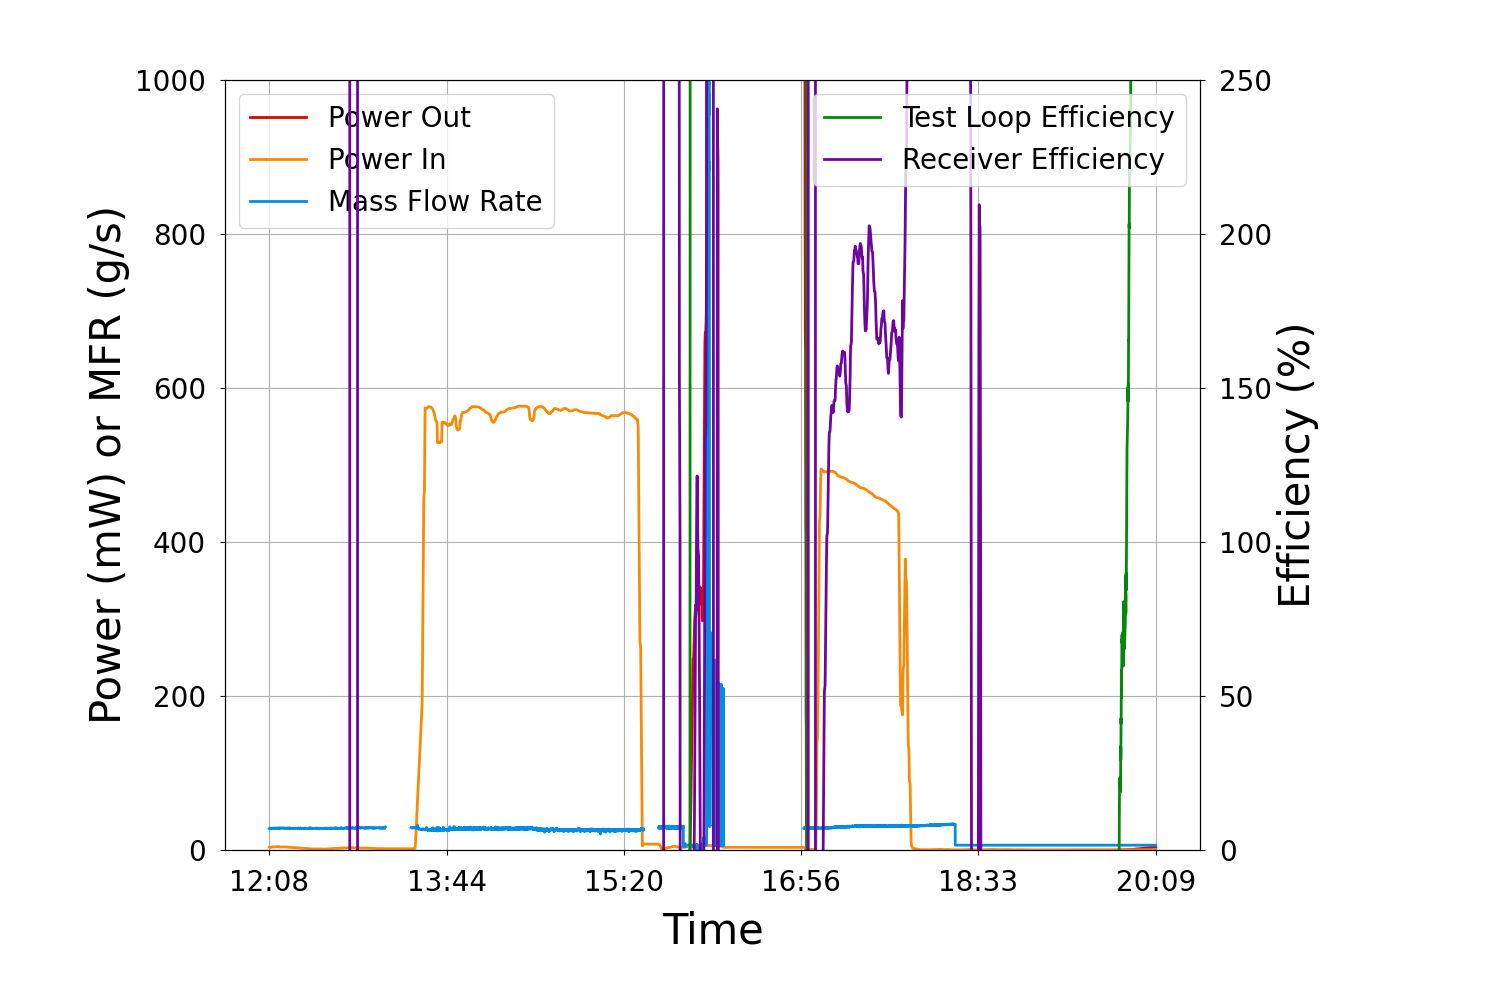 1000
800
600
400
200
0
Power (mW) or MFR (g/s)
Power Out
Power In
Mass Flow Rate
Test Loop Efficiency
Receiver Efficiency
250
200
150
100
50
0
Efficiency (%)
12:08 13:44 15:20 16:56 18:33 20:09
Time